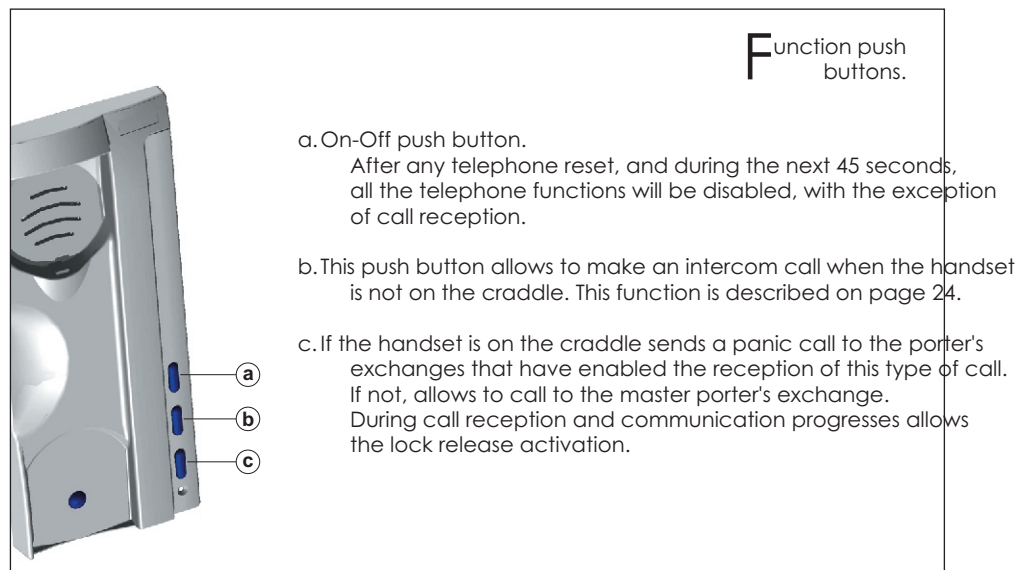 Function push
buttons.
a. On-Off push button.
After any telephone reset, and during the next 45 seconds,
all the telephone functions will be disabled, with the exception
of call reception.
b. This push button allows to make an intercom call when the handset
is not on the craddle. This function is described on page 24.
c. If the handset is on the craddle sends a panic call to the porter's
exchanges that have enabled the reception of this type of call.
If not, allows to call to the master porter's exchange.
During call reception and communication progresses allows
the lock release activation.
a
b
c